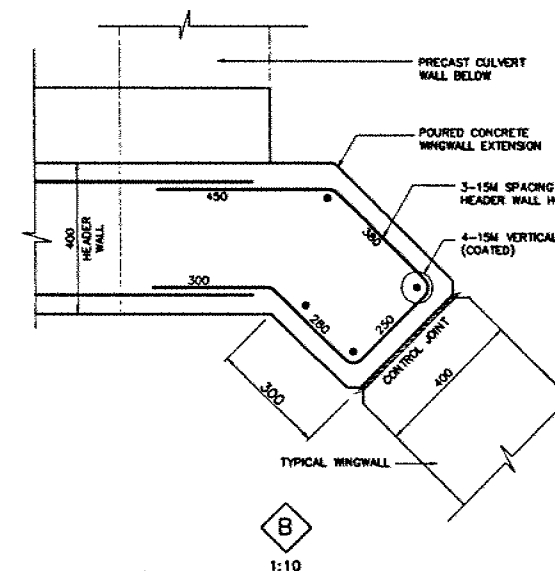 PRECAST CULVERT
WALL BELOW
POURED CONCRETE
WINGWALL EXTENSION
3-15M SPACING
HEADER WALL
450
4-15M VERTICAL
(COATED)
400
HEADER
WALL
300
280
250
CONTROL JOINT
400
300
TYPICAL WINGWALL
B
1:10